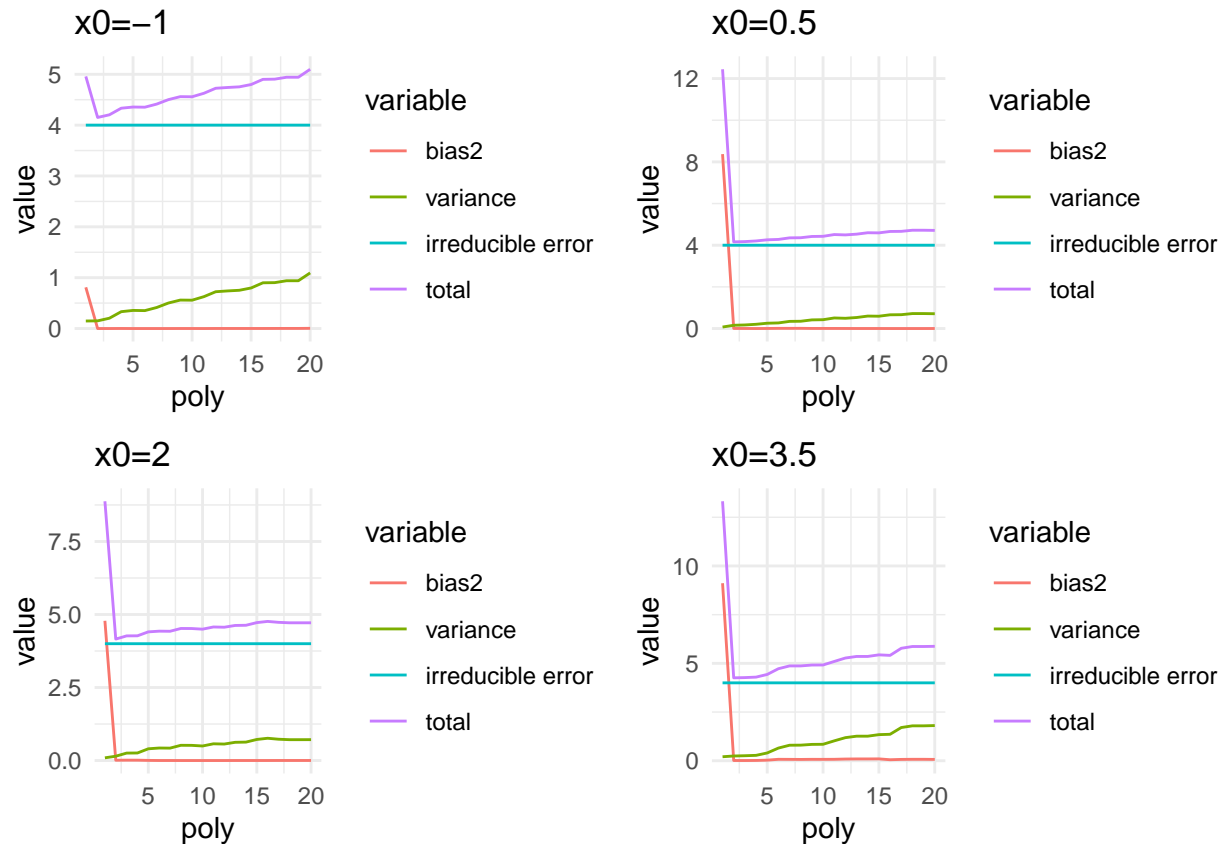 x0=−1
5
4
3
2
1
0
value
5 10 15 20
poly
variable
bias2
variance
irreducible error
total
x0=0.5
12
8
4
0
value
5 10 15 20
poly
variable
bias2
variance
irreducible error
total
x0=2
7.5
5.0
2.5
0.0
value
5 10 15 20
poly
variable
bias2
variance
irreducible error
total
x0=3.5
10
5
0
value
5 10 15 20
poly
variable
bias2
variance
irreducible error
total